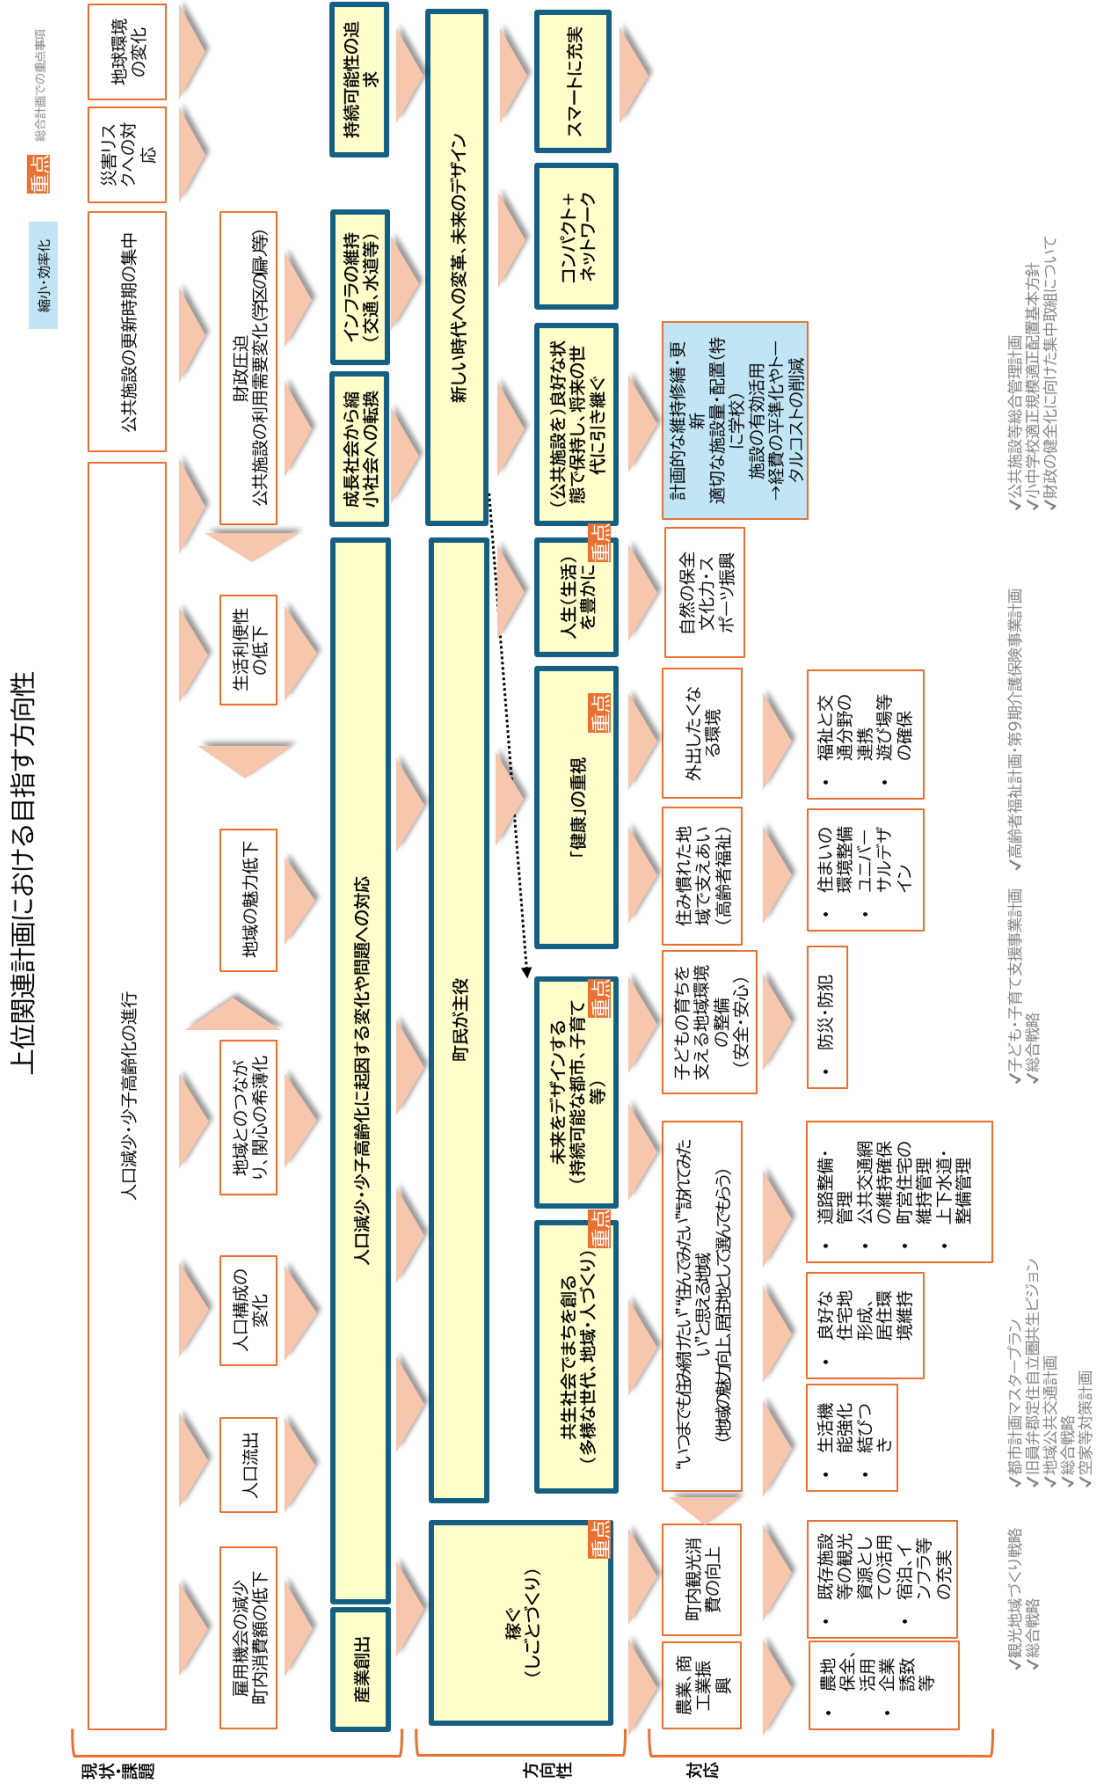 上位関連計画における目指す方向性
縮小・効率化
重点
総合計画での重点事項
現状・課題
人口減少・少子高齢化の進行
公共施設の更新時期の集中
災害リス
クへの対
応
地球環境
の変化
雇用機会の減少
町内消費額の低下
人口流出
人口構成の
変化
地域とのつなが
り、関心の希薄化
地域の魅力低下
生活利便性
の低下
財政圧迫
公共施設の利用需要変化(学区の偏り等)
産業創出
人口減少・少子高齢化に起因する変化や問題への対応
成長社会から縮
小社会への転換
インフラの維持
(交通、水道等)
持続可能性の追
求
方向性
稼ぐ
(しごとづくり)
重点
町民が主役
新しい時代への変革、未来のデザイン
共生社会でまちを創る
(多様な世代、地域・人づくり)
重点
未来をデザインする
(持続可能な都市、子育て
等)
重点
「健康」の重視
重点
人生(生活)
を豊かに
重点
(公共施設を)良好な状
態で保持し、将来の世
代に引き継ぐ
コンパクト+
ネットワーク
スマートに充実
対応
農業、商
工業振
興
町内観光消
費の向上
“いつまでも住み続けたい”“住んでみたい”“訪れてみた
い”と思える地域
(地域の魅力向上、居住地として選んでもらう)
子どもの育ちを
支える地域環境
の整備
(安全・安心)
住み慣れた地
域で支えあい
(高齢者福祉)
外出したくな
る環境
自然の保全
文化力・ス
ポーツ振興
計画的な維持修繕・更
新
適切な施設量・配置(特
に学校)
施設の有効活用
→経費の平準化やトー
タルコストの削減
• 農地
保全、
活用
• 企業
誘致
等
• 既存施設
等の観光
資源とし
ての活用
• 宿泊、イ
ンフラ等
の充実
• 生活機
能強化
• 結びつ
き
• 良好な
住宅地
形成、
居住環
境維持
• 道路整備・
管理
• 公共交通網
の維持確保
• 町営住宅の
維持管理
• 上下水道・
整備管理
• 防災・防犯
• 住まいの
環境整備
• ユニバー
サルデザ
イン
• 福祉と交
通分野の
連携
• 遊び場等
の確保
✓観光地域づくり戦略
✓総合戦略
✓都市計画マスタープラン
✓旧員弁郡定住自立圏共生ビジョン
✓地域公共交通計画
✓総合戦略
✓空家等対策計画
✓子ども・子育て支援事業計画
✓総合戦略
✓高齢者福祉計画・第9期介護保険事業計画
✓公共施設等総合管理計画
✓小中学校適正規模適正配置基本方針
✓財政の健全化に向けた集中取組について